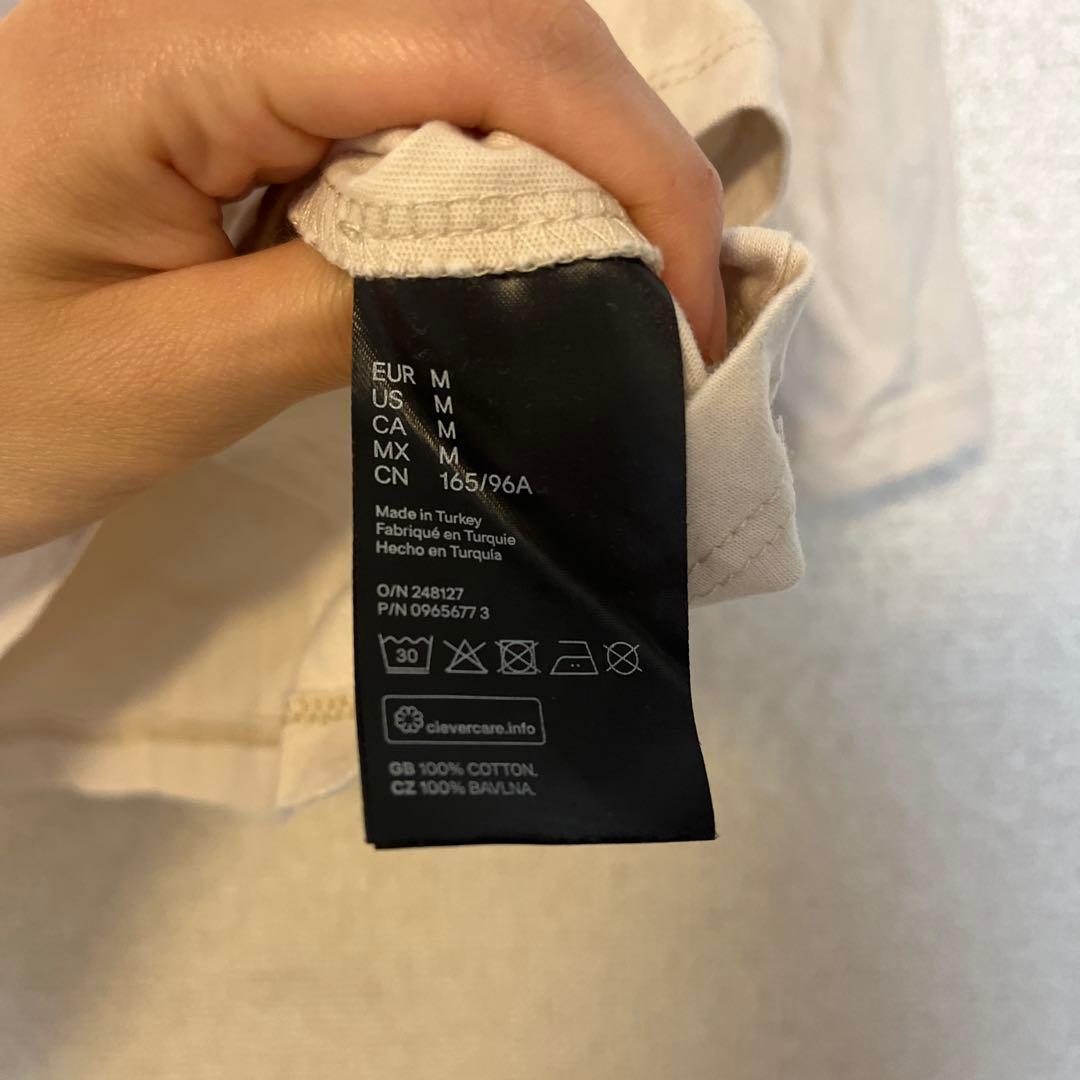 EUR M
US M
CA M
MX M
CN 165/96A
Made in Turkey
Fabriqué en Turquie
Hecho en Turquía
O/N 248127
P/N 0965677 3
30
clevercare.info
GB 100% COTTON.
CZ 100% BAVLNA.